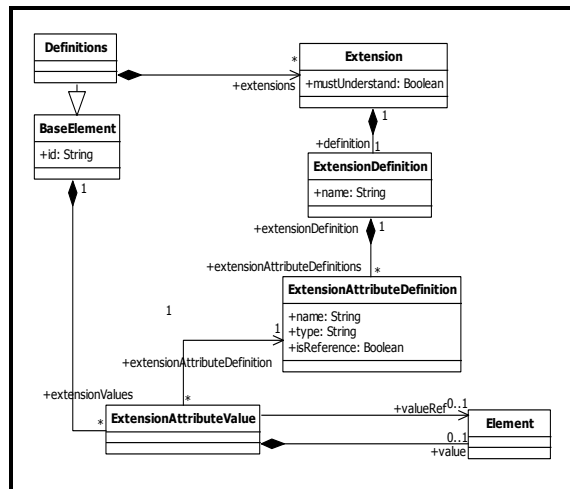 Definitions
*
Extension
+extensions
+mustUnderstand: Boolean
1
BaseElement
+definition
1
+id: String
ExtensionDefinition
1
+name: String
+extensionDefinition
1
+extensionAttributeDefinitions
*
ExtensionAttributeDefinition
+name: String
1
+type: String
1
+isReference: Boolean
+extensionAttributeDefinition
+extensionValues
*
*
ExtensionAttributeValue
+valueRef
0..1
Element
0..1
+value